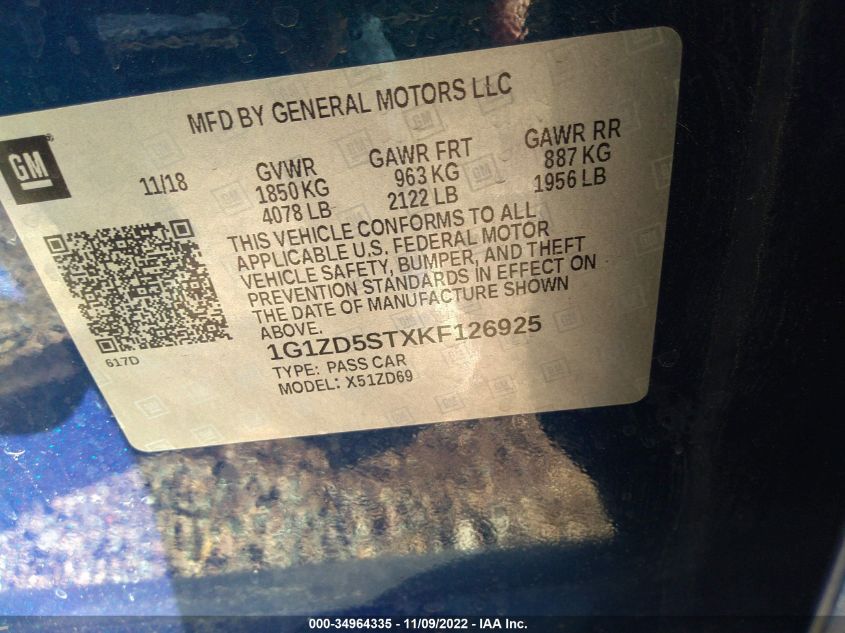 MFD BY GENERAL MOTORS LLC
GM
11/18
GVWR
1850 KG
4078 LB
GAWR FRT
963 KG
2122 LB
GAWR RR
887 KG
1956 LB
THIS VEHICLE CONFORMS TO ALL
APPLICABLE U.S. FEDERAL MOTOR
VEHICLE SAFETY, BUMPER, AND THEFT
PREVENTION STANDARDS IN EFFECT ON
THE DATE OF MANUFACTURE SHOWN
ABOVE.
617D
1G1ZD5STXKF126925
TYPE: PASS CAR
MODEL: X51ZD69
000-34964335 - 11/09/2022 - IAA Inc.